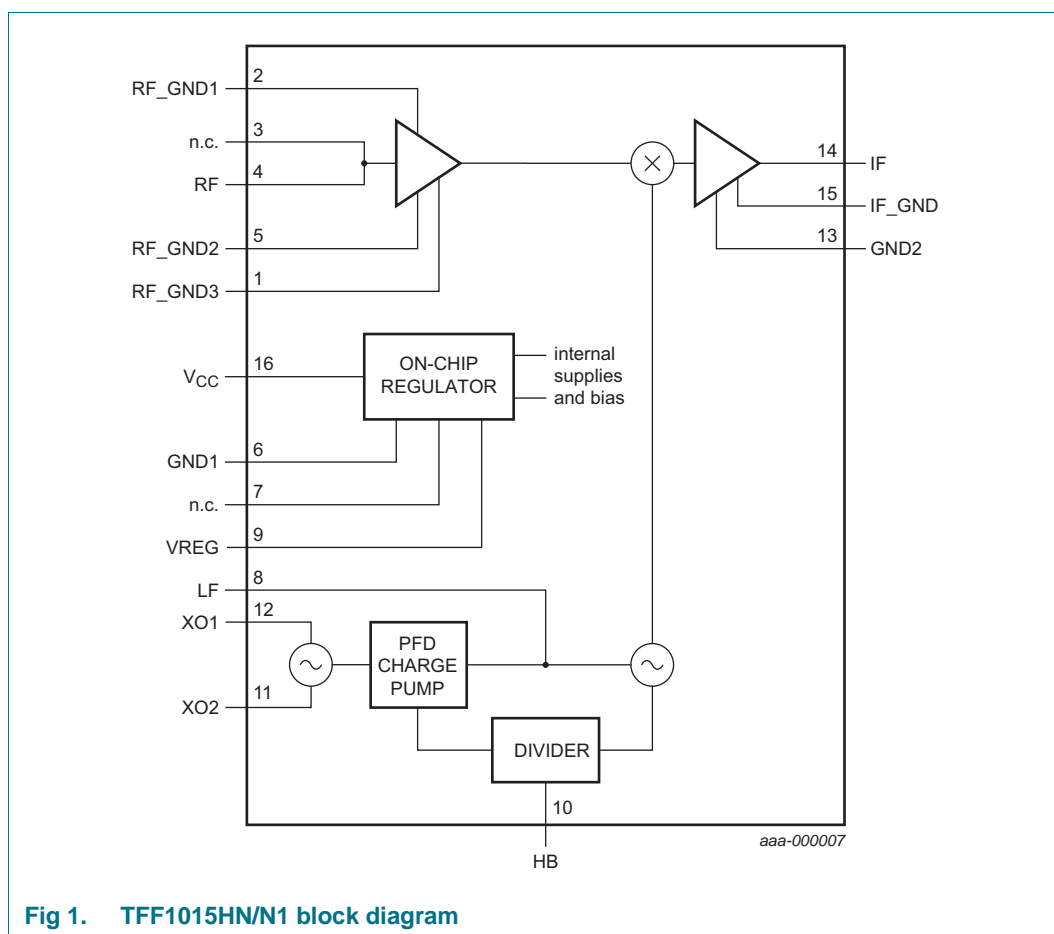 RF_GND1
2
n.c.
3
RF
4
RF_GND2
5
RF_GND3
1
14
IF
15
IF_GND
13
GND2
VCC
16
ON-CHIP
REGULATOR
internal
supplies
and bias
GND1
6
n.c.
7
VREG
9
LF
8
XO1
12
XO2
11
PFD
CHARGE
PUMP
DIVIDER
10
HB
aaa-000007
Fig 1. TFF1015HN/N1 block diagram